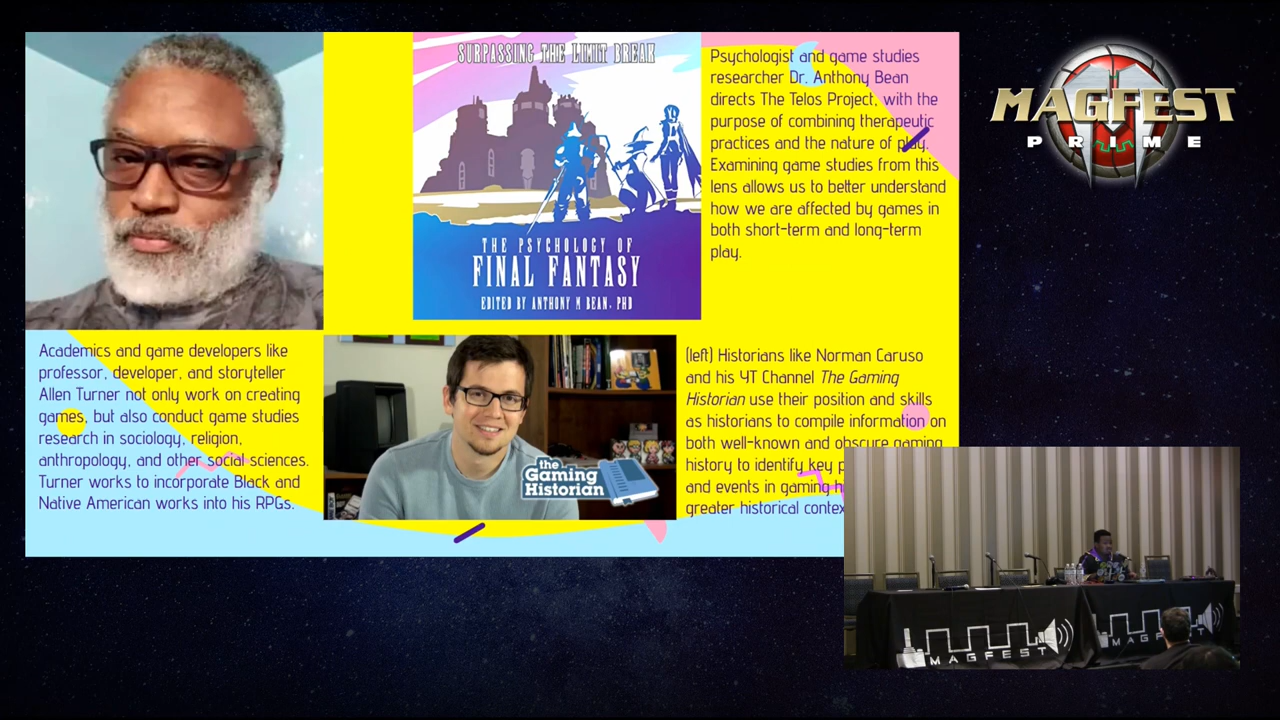 SURPASSING THE LIMIT BREAK
THE PSYCHOLOGY OF
FINAL FANTASY
EDITED BY ANTHONY M BEAN, PHD
Psychologist and game studies
researcher Dr. Anthony Bean
directs The Telos Project, with the
purpose of combining therapeutic
practices and the nature of play.
Examining game studies from this
lens allows us to better understand
how we are affected by games in
both short-term and long-term
play.
MAGFEST
PRIME
Academics and game developers like
professor, developer, and storyteller
Allen Turner not only work on creating
games, but also conduct game studies
research in sociology, religion,
anthropology, and other social sciences.
Turner works to incorporate Black and
Native American works into his RPGs.
the
Gaming
Historian
(left) Historians like Norman Caruso
and his YT Channel The Gaming
Historian use their position and skills
as historians to compile information on
both well-known and obscure gaming
history to identify key
and events in gaming
greater historical
MAGFEST
MAGFEST